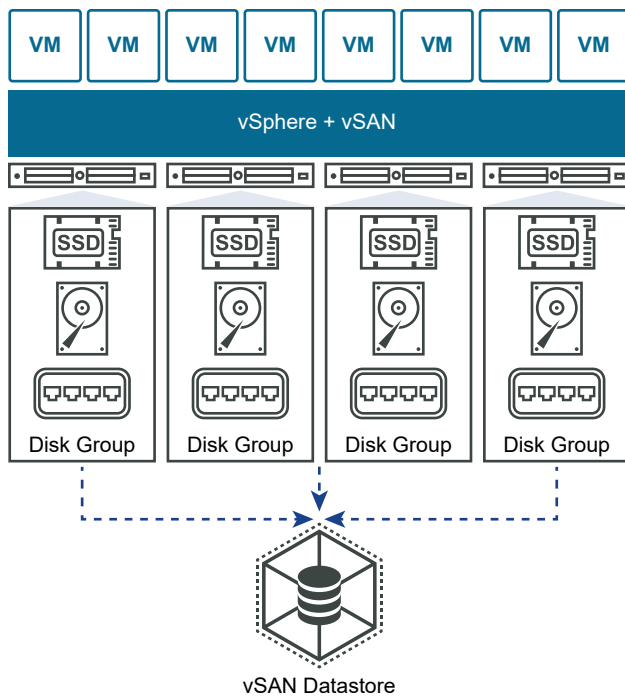 VM VM VM VM VM VM VM VM
vSphere + vSAN
SSD SSD SSD SSD
Disk Group Disk Group Disk Group Disk Group
vSAN Datastore